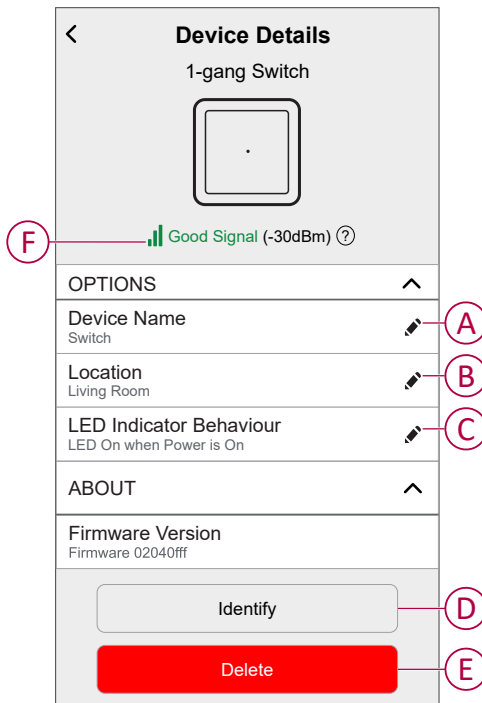 Device Details
1-gang Switch
F
Good Signal (-30dBm) ?
OPTIONS
Device Name
Switch
A
Location
Living Room
B
LED Indicator Behaviour
LED On when Power is On
C
ABOUT
Firmware Version
Firmware 02040fff
Identify
D
Delete
E